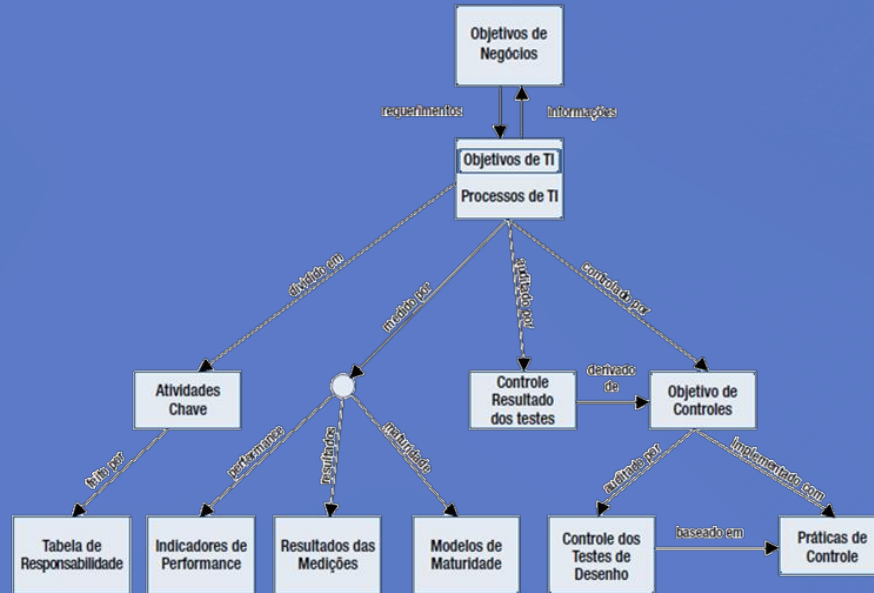 Objetivos de
Negócios
requerimentos
informações
Objetivos de TI
Processos de TI
dividido em
medido por
auditado por
controlado por
Atividades
Chave
Controle
Resultado
dos testes
derivado
de
Objetivo de
Controles
feito por
performance
resultados
maturidade
auditado por
implementado com
Tabela de
Responsabilidade
Indicadores de
Performance
Resultados das
Medições
Modelos de
Maturidade
Controle dos
Testes de
Desenho
baseado em
Práticas de
Controle